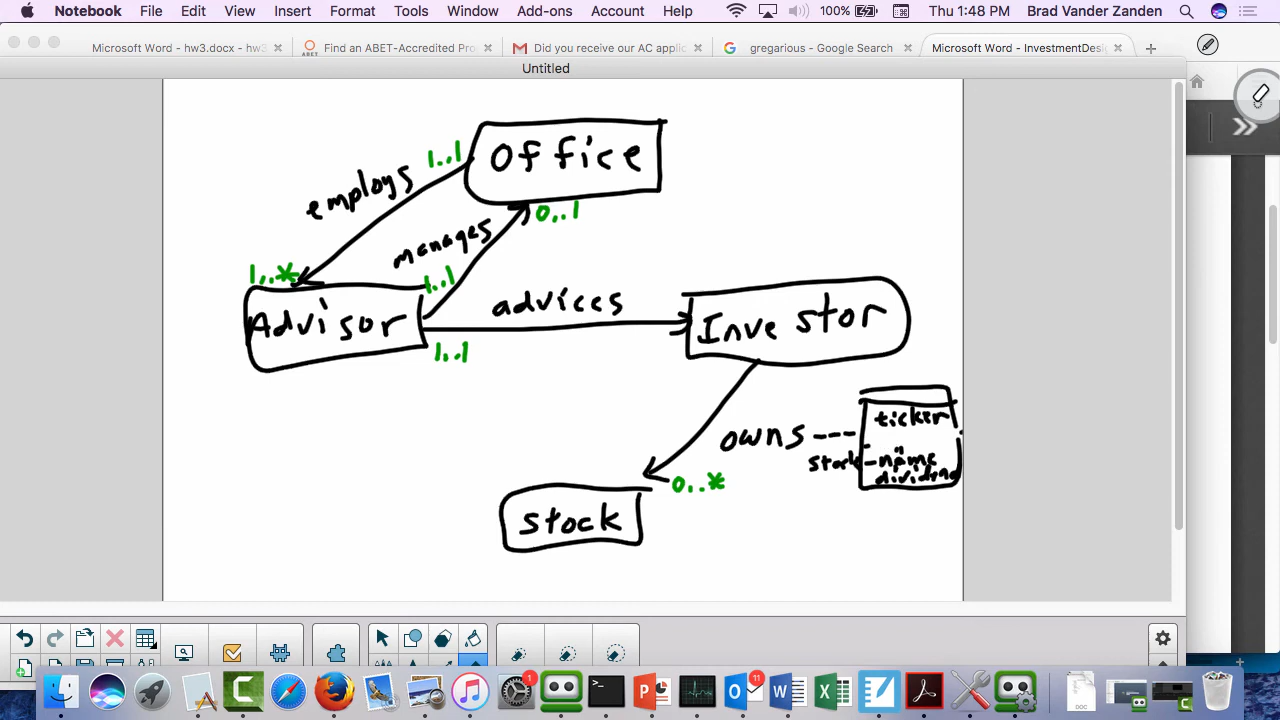 Notebook File Edit View Insert Format Tools Window Add-ons Account Help 100% Thu 1:48 PM Brad Vander Zanden
Microsoft Word - hw3.docx - hw3 × Find an ABET-Accredited Pro × Did you receive our AC applic × gregarious - Google Search × Microsoft Word - InvestmentDesi ×
Untitled
Office
1..1
employs
0..1
manages
1..*
1..1
Advisor
advices
Investor
1..1
ticker
owns
stock name
dividend
0..*
stock
1
11
DOC